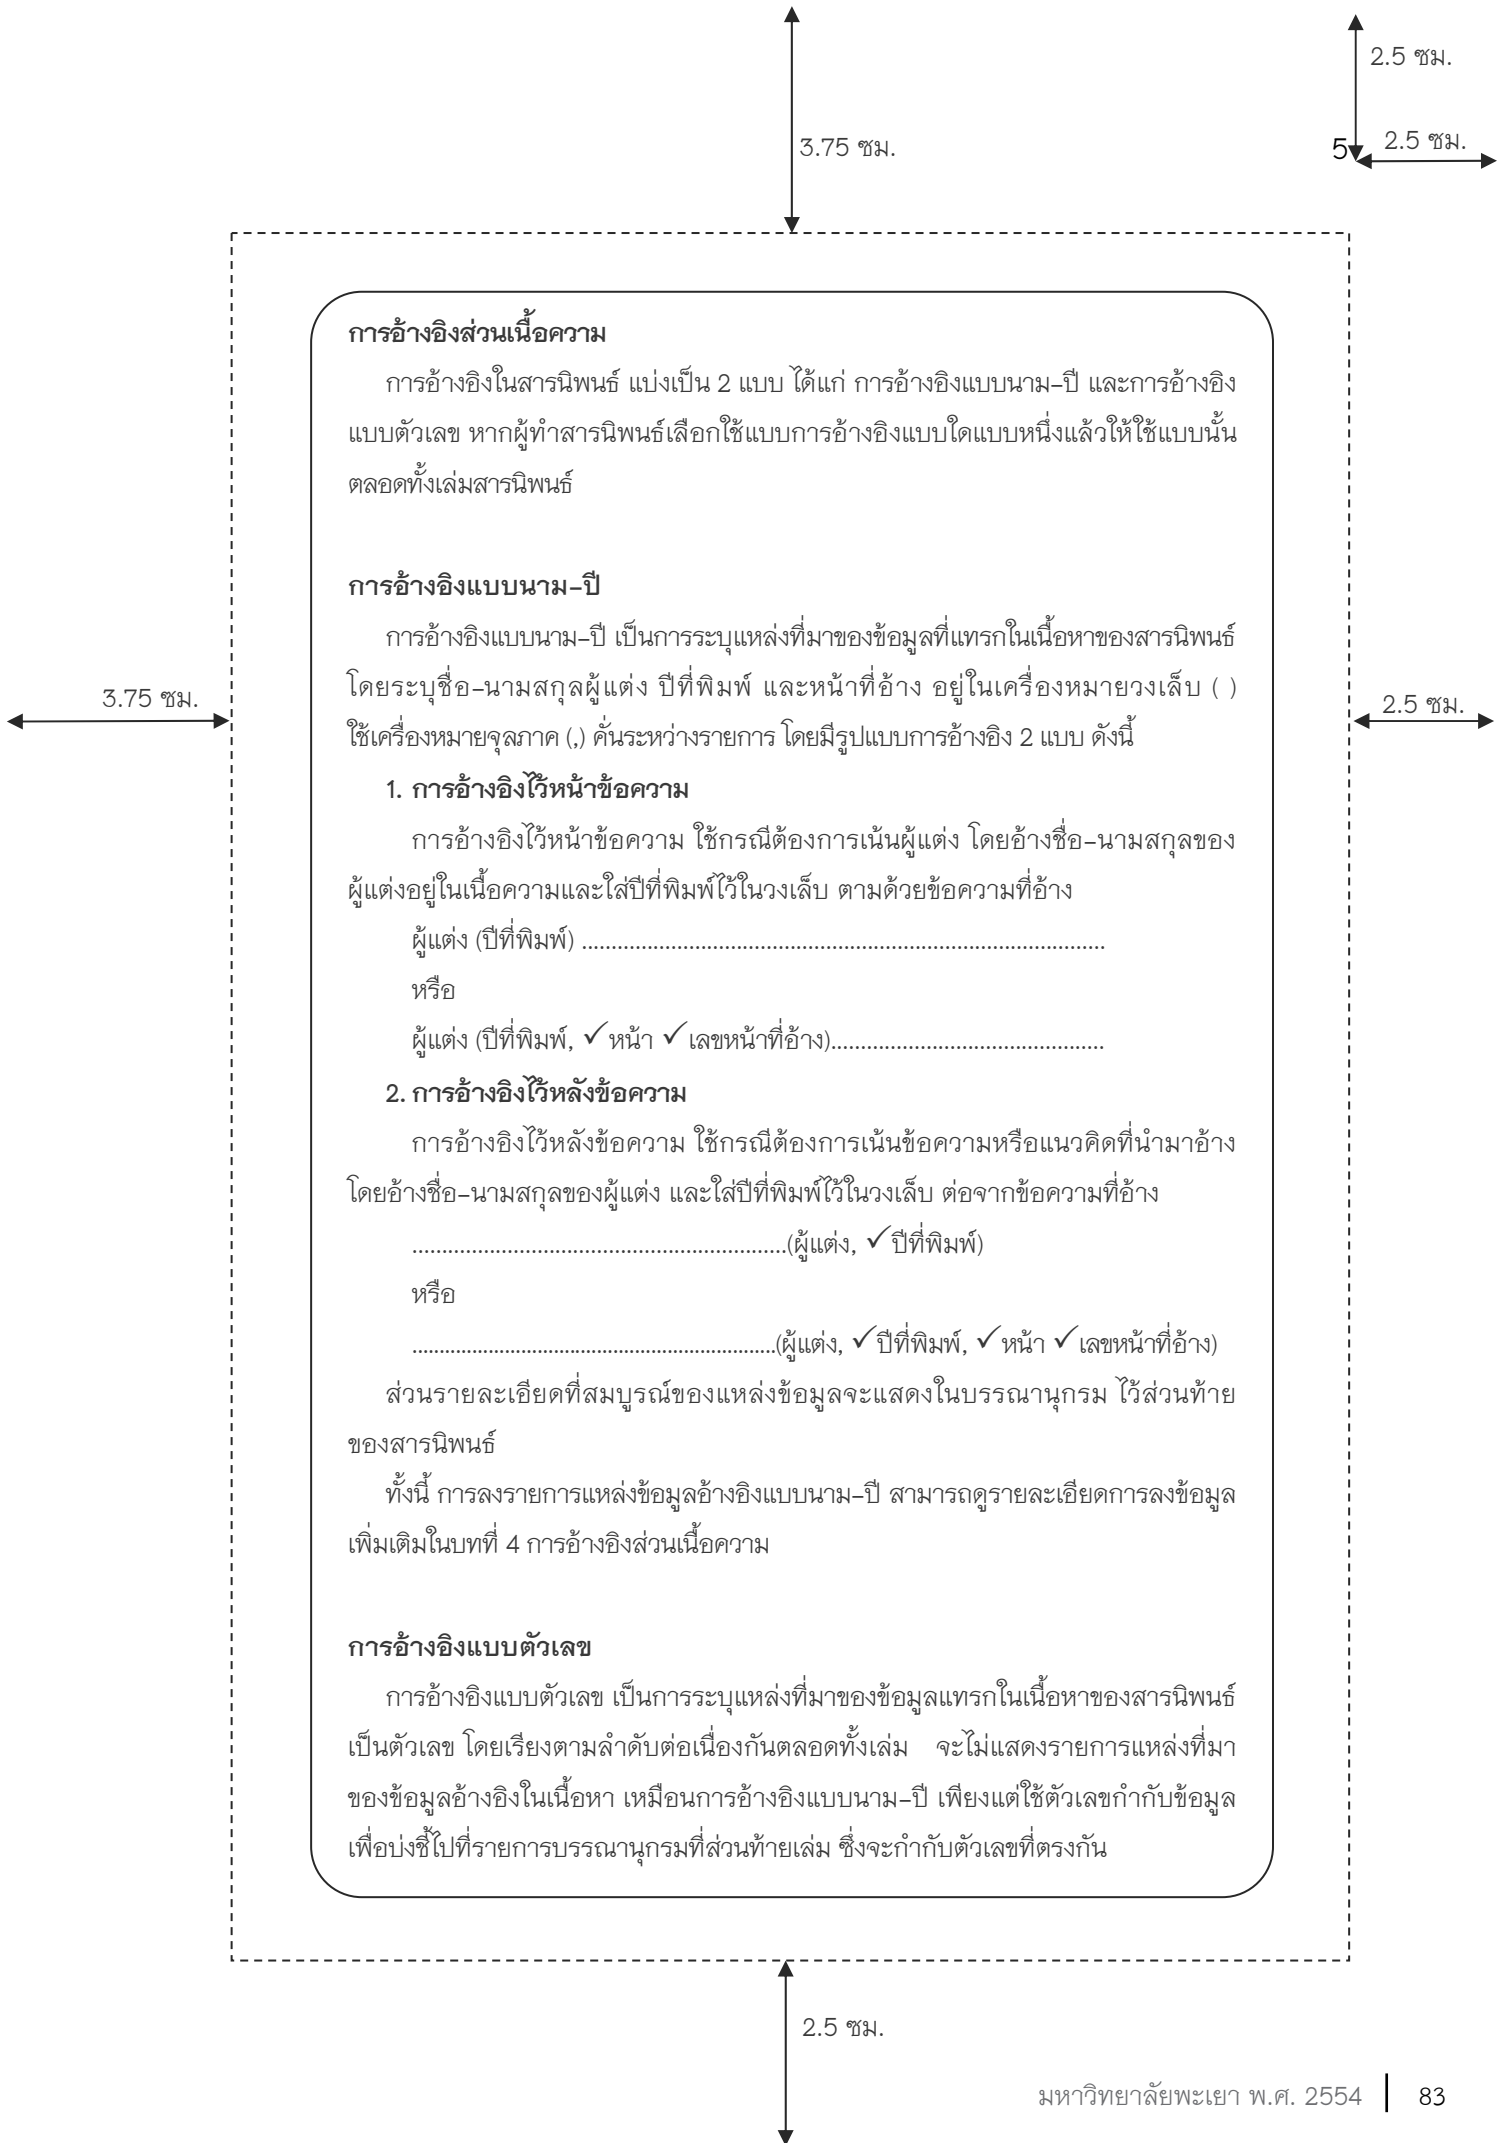 2.5 ซม.
3.75 ซม.
5
2.5 ซม.
การอ้างอิงส่วนเนื้อความ
การอ้างอิงในสารนิพนธ์ แบ่งเป็น 2 แบบ ได้แก่ การอ้างอิงแบบนาม-ปี และการอ้างอิง
แบบตัวเลข หากผู้ทำสารนิพนธ์เลือกใช้แบบการอ้างอิงแบบใดแบบหนึ่งแล้วให้ใช้แบบนั้น
ตลอดทั้งเล่มสารนิพนธ์
การอ้างอิงแบบนาม-ปี
การอ้างอิงแบบนาม-ปี เป็นการระบุแหล่งที่มาของข้อมูลที่แทรกในเนื้อหาของสารนิพนธ์
โดยระบุชื่อ-นามสกุลผู้แต่ง ปีที่พิมพ์ และหน้าที่อ้าง อยู่ในเครื่องหมายวงเล็บ ( )
3.75 ซม.
2.5 ซม.
ใช้เครื่องหมายจุลภาค (,) คั่นระหว่างรายการ โดยมีรูปแบบการอ้างอิง 2 แบบ ดังนี้
1. การอ้างอิงไว้หน้าข้อความ
การอ้างอิงไว้หน้าข้อความ ใช้กรณีต้องการเน้นผู้แต่ง โดยอ้างชื่อ-นามสกุลของ
ผู้แต่งอยู่ในเนื้อความและใส่ปีที่พิมพ์ไว้ในวงเล็บ ตามด้วยข้อความที่อ้าง
ผู้แต่ง (ปีที่พิมพ์) ........................................................................................
หรือ
ผู้แต่ง (ปีที่พิมพ์, ✓หน้า ✓เลขหน้าที่อ้าง)..............................................
2. การอ้างอิงไว้หลังข้อความ
การอ้างอิงไว้หลังข้อความ ใช้กรณีต้องการเน้นข้อความหรือแนวคิดที่นำมาอ้าง
โดยอ้างชื่อ-นามสกุลของผู้แต่ง และใส่ปีที่พิมพ์ไว้ในวงเล็บ ต่อจากข้อความที่อ้าง
...............................................................(ผู้แต่ง, ✓ปีที่พิมพ์)
หรือ
...................................................................(ผู้แต่ง, ✓ปีที่พิมพ์, ✓หน้า ✓เลขหน้าที่อ้าง)
ส่วนรายละเอียดที่สมบูรณ์ของแหล่งข้อมูลจะแสดงในบรรณานุกรม ไว้ส่วนท้าย
ของสารนิพนธ์
ทั้งนี้ การลงรายการแหล่งข้อมูลอ้างอิงแบบนาม-ปี สามารถดูรายละเอียดการลงข้อมูล
เพิ่มเติมในบทที่ 4 การอ้างอิงส่วนเนื้อความ
การอ้างอิงแบบตัวเลข
การอ้างอิงแบบตัวเลข เป็นการระบุแหล่งที่มาของข้อมูลแทรกในเนื้อหาของสารนิพนธ์
เป็นตัวเลข โดยเรียงตามลำดับต่อเนื่องกันตลอดทั้งเล่ม จะไม่แสดงรายการแหล่งที่มา
ของข้อมูลอ้างอิงในเนื้อหา เหมือนการอ้างอิงแบบนาม-ปี เพียงแต่ใช้ตัวเลขกำกับข้อมูล
เพื่อบ่งชี้ไปที่รายการบรรณานุกรมที่ส่วนท้ายเล่ม ซึ่งจะกำกับตัวเลขที่ตรงกัน
2.5 ซม.
มหาวิทยาลัยพะเยา พ.ศ. 2554 | 83